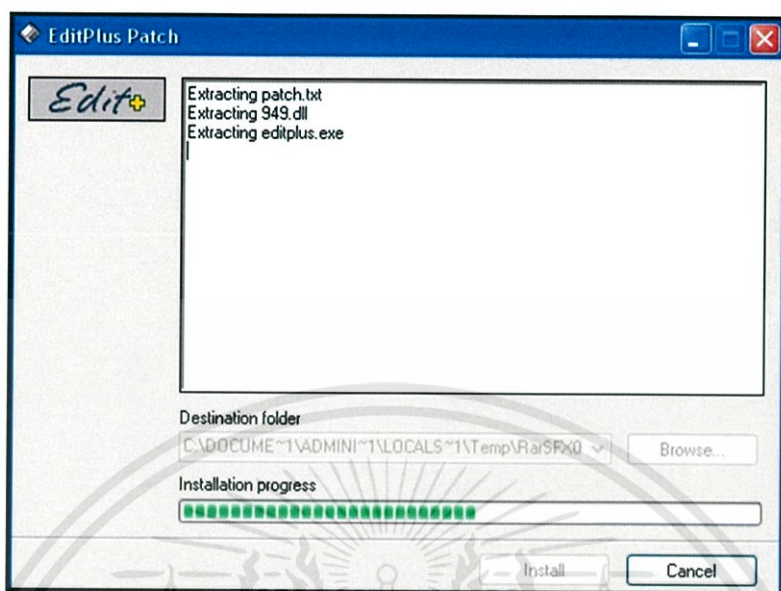 EditPlus Patch
Edit+
Extracting patch.txt
Extracting 949.dll
Extracting editplus.exe
Destination folder
C:\DOCUME~1\ADMINI~1\LOCALS~1\Temp\RarSFX0
Browse...
Installation progress
Install
Cancel